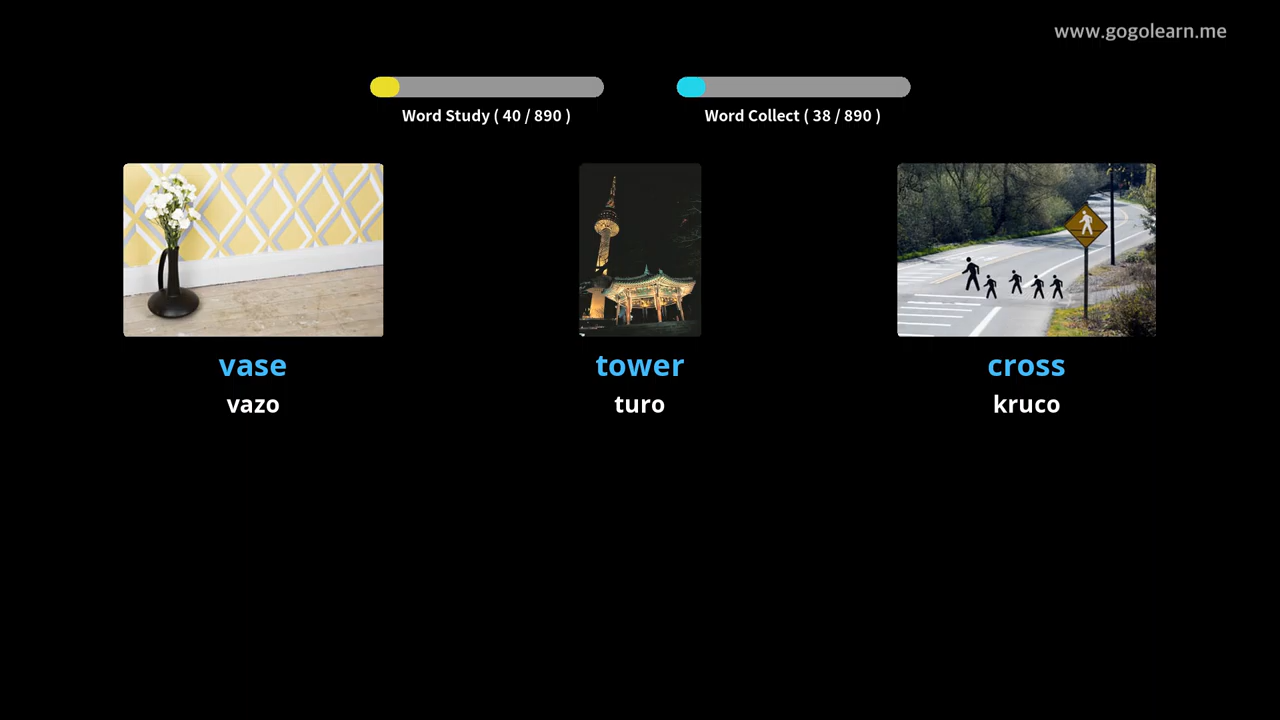 www.gogolearn.me
Word Study ( 40 / 890 )
Word Collect ( 38 / 890 )
vase
vazo
tower
turo
cross
kruco